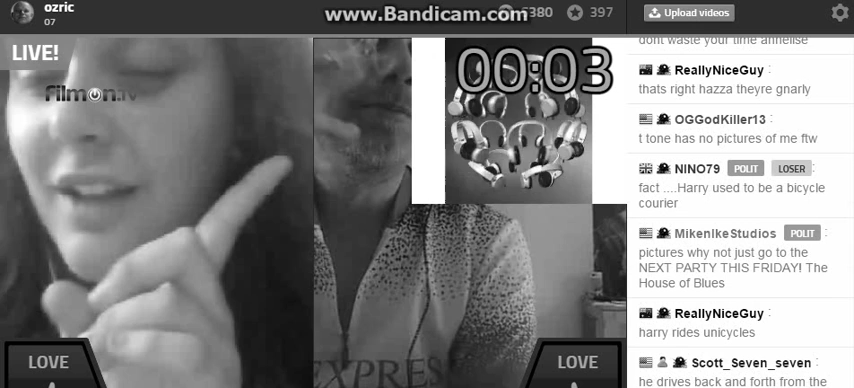 ozric
07
www.Bandicam.com
6380
397
Upload videos
LIVE!
filmon.TV
00:03
dont waste your time annelise
ReallyNiceGuy :
thats right hazza theyre gnarly
OGGodKiller13 :
t tone has no pictures of me ftw
NINO79 POLIT LOSER :
fact ....Harry used to be a bicycle
courier
MikenIkeStudios POLIT :
pictures why not just go to the
NEXT PARTY THIS FRIDAY! The
House of Blues
ReallyNiceGuy :
harry rides unicycles
Scott_Seven_seven :
he drives back and forth from the
EXPRES
LOVE
LOVE